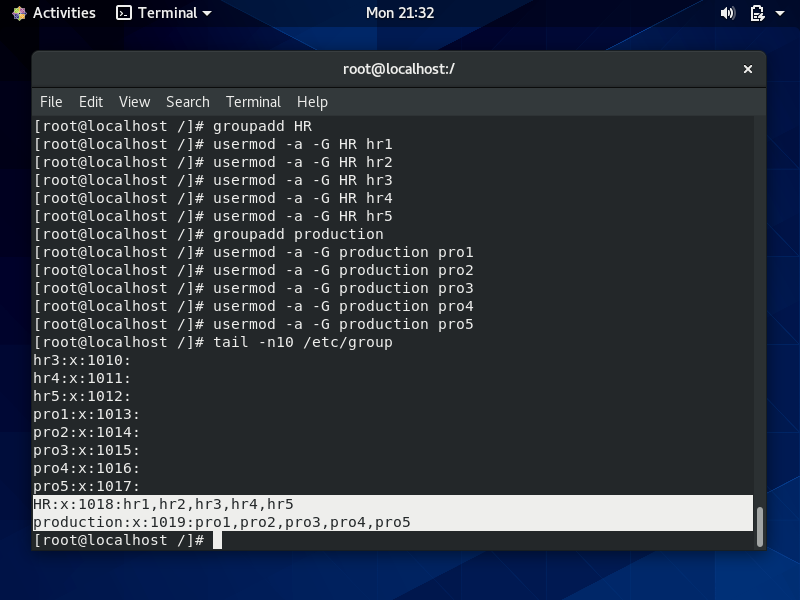 Activities Terminal Mon 21:32
root@localhost:/ ×
File Edit View Search Terminal Help
[root@localhost /]# groupadd HR
[root@localhost /]# usermod -a -G HR hr1
[root@localhost /]# usermod -a -G HR hr2
[root@localhost /]# usermod -a -G HR hr3
[root@localhost /]# usermod -a -G HR hr4
[root@localhost /]# usermod -a -G HR hr5
[root@localhost /]# groupadd production
[root@localhost /]# usermod -a -G production pro1
[root@localhost /]# usermod -a -G production pro2
[root@localhost /]# usermod -a -G production pro3
[root@localhost /]# usermod -a -G production pro4
[root@localhost /]# usermod -a -G production pro5
[root@localhost /]# tail -n10 /etc/group
hr3:x:1010:
hr4:x:1011:
hr5:x:1012:
pro1:x:1013:
pro2:x:1014:
pro3:x:1015:
pro4:x:1016:
pro5:x:1017:
HR:x:1018:hr1,hr2,hr3,hr4,hr5
production:x:1019:pro1,pro2,pro3,pro4,pro5
[root@localhost /]#